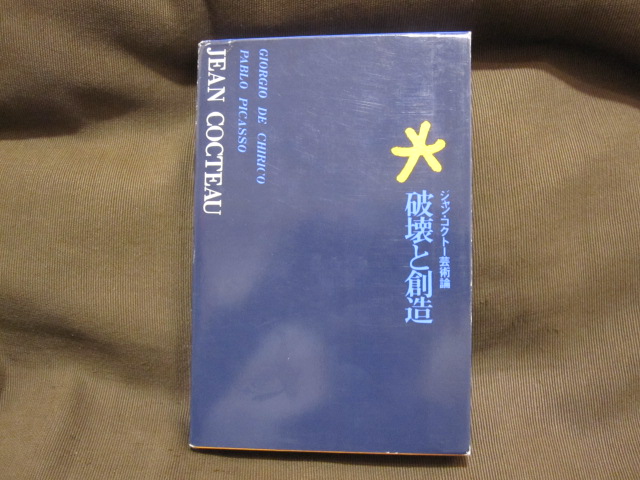 ジャン・コクトー芸術論
破壊と創造
GIORGIO DE CHIRICO
PABLO PICASSO
JEAN COCTEAU